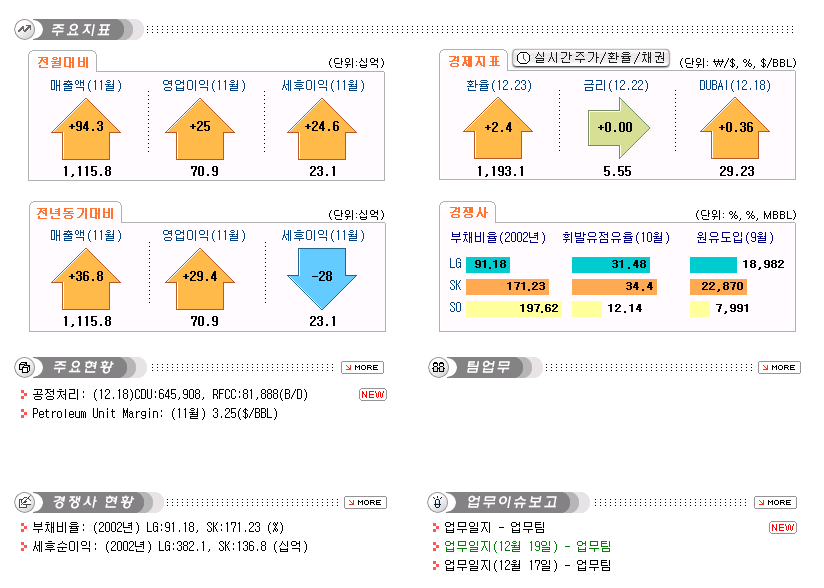 주요지표
전월대비 (단위:십억)
매출액(11월) 영업이익(11월) 세후이익(11월)
+94.3 +25 +24.6
1,115.8 70.9 23.1
경제지표 실시간주가/환율/채권 (단위: ₩/$, %, $/BBL)
환율(12.23) 금리(12.22) DUBAI(12.18)
+2.4 +0.00 +0.36
1,193.1 5.55 29.23
전년동기대비 (단위:십억)
매출액(11월) 영업이익(11월) 세후이익(11월)
+36.8 +29.4 -28
1,115.8 70.9 23.1
경쟁사 (단위: %, %, MBBL)
부채비율(2002년) 휘발유점유율(10월) 원유도입(9월)
LG 91.18 31.48 18,982
SK 171.23 34.4 22,870
SO 197.62 12.14 7,991
주요현황 MORE
공정처리: (12.18)CDU:645,908, RFCC:81,888(B/D) NEW
Petroleum Unit Margin: (11월) 3.25($/BBL)
팀업무 MORE
경쟁사 현황 MORE
부채비율: (2002년) LG:91.18, SK:171.23 (%)
세후순이익: (2002년) LG:382.1, SK:136.8 (십억)
업무이슈보고 MORE
업무일지 - 업무팀 NEW
업무일지(12월 19일) - 업무팀
업무일지(12월 17일) - 업무팀